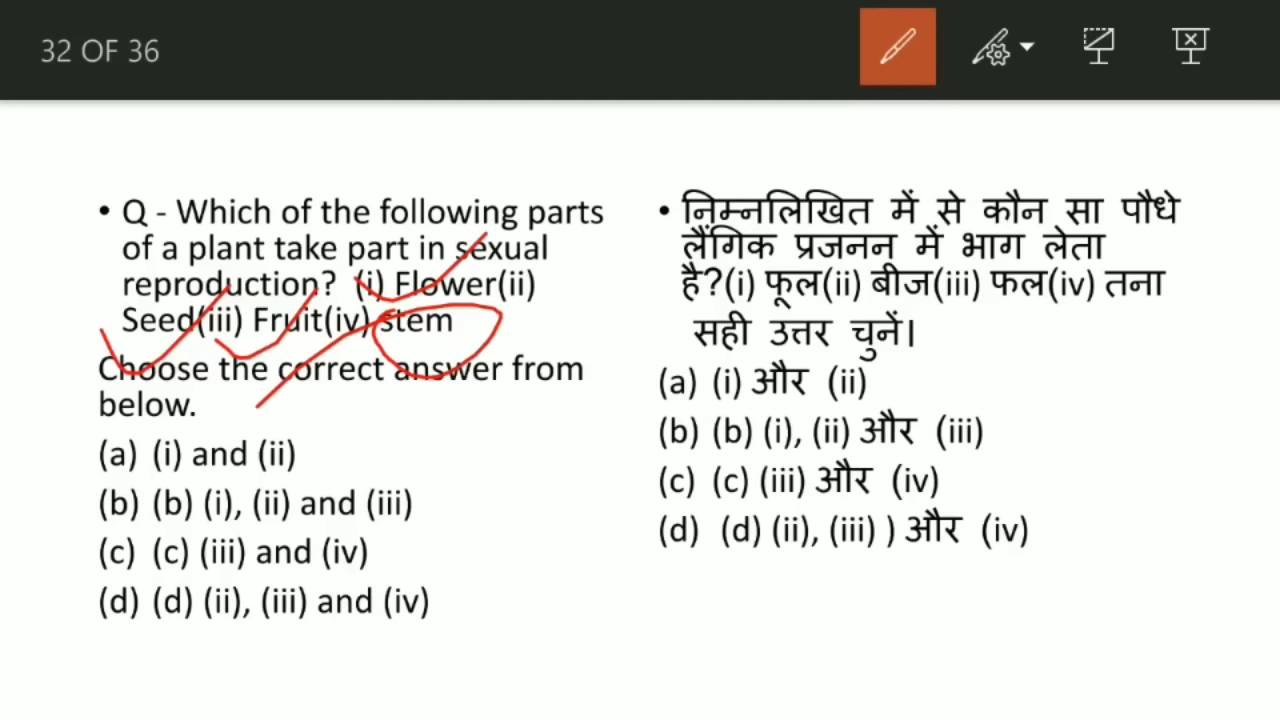 32 OF 36
• Q - Which of the following parts
of a plant take part in sexual
reproduction? (i) Flower(ii)
Seed(iii) Fruit(iv) stem
Choose the correct answer from
below.
(a) (i) and (ii)
(b) (b) (i), (ii) and (iii)
(c) (c) (iii) and (iv)
(d) (d) (ii), (iii) and (iv)
• निम्नलिखित में से कौन सा पौधे
लैंगिक प्रजनन में भाग लेता
है?(i) फूल(ii) बीज(iii) फल(iv) तना
सही उत्तर चुनें।
(a) (i) और (ii)
(b) (b) (i), (ii) और (iii)
(c) (c) (iii) और (iv)
(d) (d) (ii), (iii) ) और (iv)